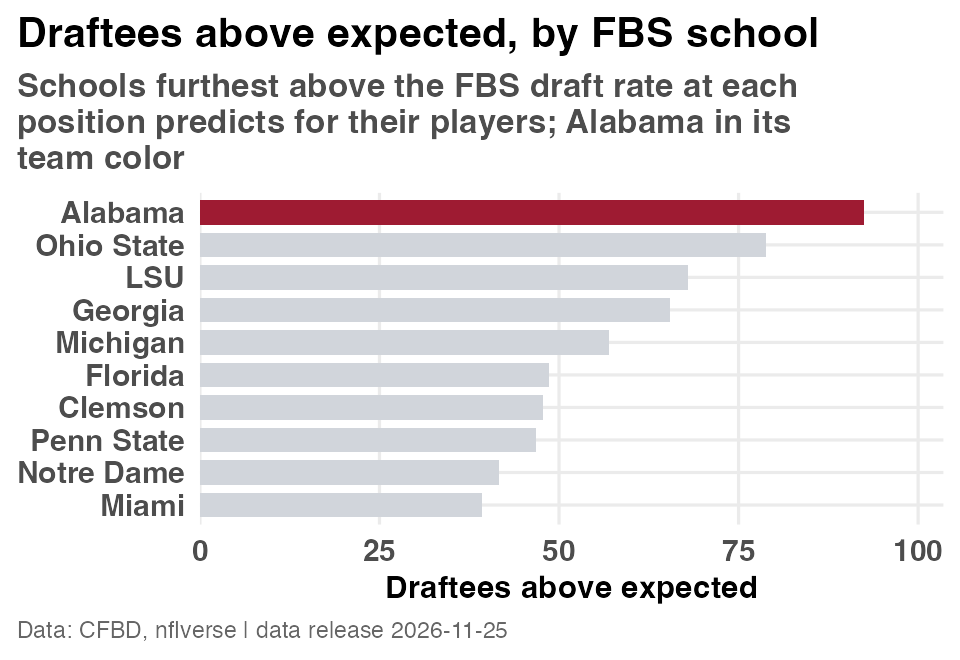 Draftees above expected, by FBS school
Schools furthest above the FBS draft rate at each
position predicts for their players; Alabama in its
team color
Alabama
Ohio State
LSU
Georgia
Michigan
Florida
Clemson
Penn State
Notre Dame
Miami
0 25 50 75 100
Draftees above expected
Data: CFBD, nflverse | data release 2026-11-25